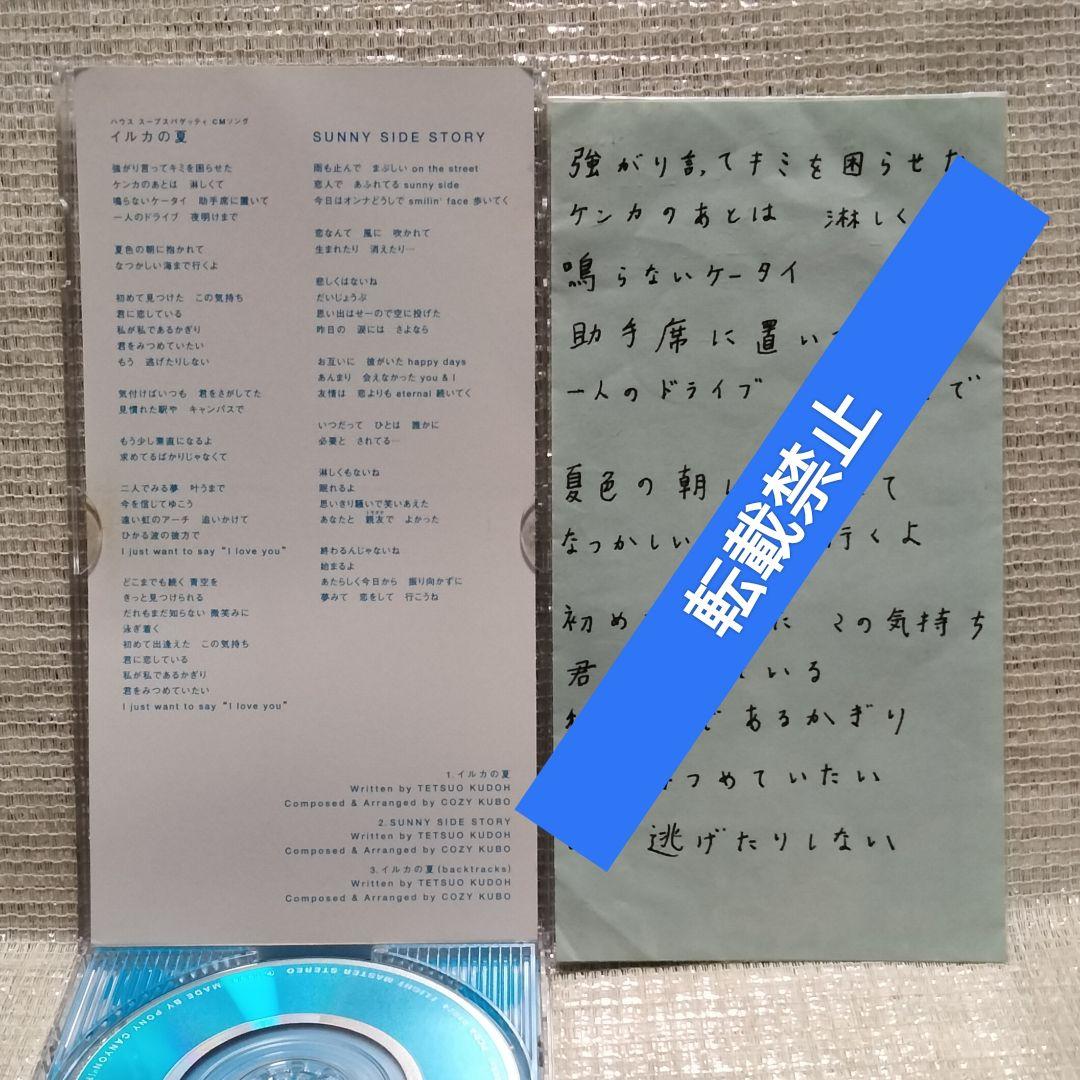 ハウス スープスパゲッティ CMソング
イルカの夏
強がり言ってキミを困らせた
ケンカのあとは　淋しくて
鳴らないケータイ　助手席に置いて
一人のドライブ　夜明けまで
夏色の朝に抱かれて
なつかしい海まで行くよ
初めて見つけた　この気持ち
君に恋している
私が私であるかぎり
君をみつめていたい
もう　逃げたりしない
気付けばいつも　君をさがしてた
見慣れた駅や　キャンパスで
もう少し素直になるよ
求めてるばかりじゃなくて
二人でみる夢　叶うまで
今を信じてゆこう
遠い虹のアーチ　追いかけて
ひかる波の彼方で
I just want to say “I love you”
どこまでも続く 青空を
きっと見つけられる
だれもまだ知らない 微笑みに
泳ぎ着く
初めて出逢えた　この気持ち
君に恋している
私が私であるかぎり
君をみつめていたい
I just want to say “I love you”
SUNNY SIDE STORY
雨も止んで　まぶしい on the street
恋人で　あふれてる sunny side
今日はオンナどうしで smilin' face 歩いてく
恋なんて　風に　吹かれて
生まれたり　消えたり…
悲しくはないね
だいじょうぶ
思い出はせーので空に投げた
昨日の　涙には　さよなら
お互いに　彼がいた happy days
あんまり　会えなかった you & I
友情は　恋よりも eternal 続いてく
いつだって　ひとは　誰かに
必要と　されてる…
淋しくもないね
眠れるよ
思いきり騒いで笑いあえた
あなたと　親友で　よかった
終わるんじゃないね
始まるよ
あたらしく今日から　振り向かずに
夢みて　恋をして　行こうね
1.イルカの夏
Written by TETSUO KUDOH
Composed & Arranged by COZY KUBO
2.SUNNY SIDE STORY
Written by TETSUO KUDOH
Composed & Arranged by COZY KUBO
3.イルカの夏(backtracks)
Written by TETSUO KUDOH
Composed & Arranged by COZY KUBO
MADE BY PONY CANYON
FLIGHT MASTER STEREO
強がり言ってキミを困らせた
ケンカのあとは　淋しく
鳴らないケータイ
助手席に置い
一人のドライブ　で
夏色の朝　て
なつかしい　行くよ
初め　この気持ち
君　いる
であるかぎり
つめていたい
逃げたりしない
転載禁止